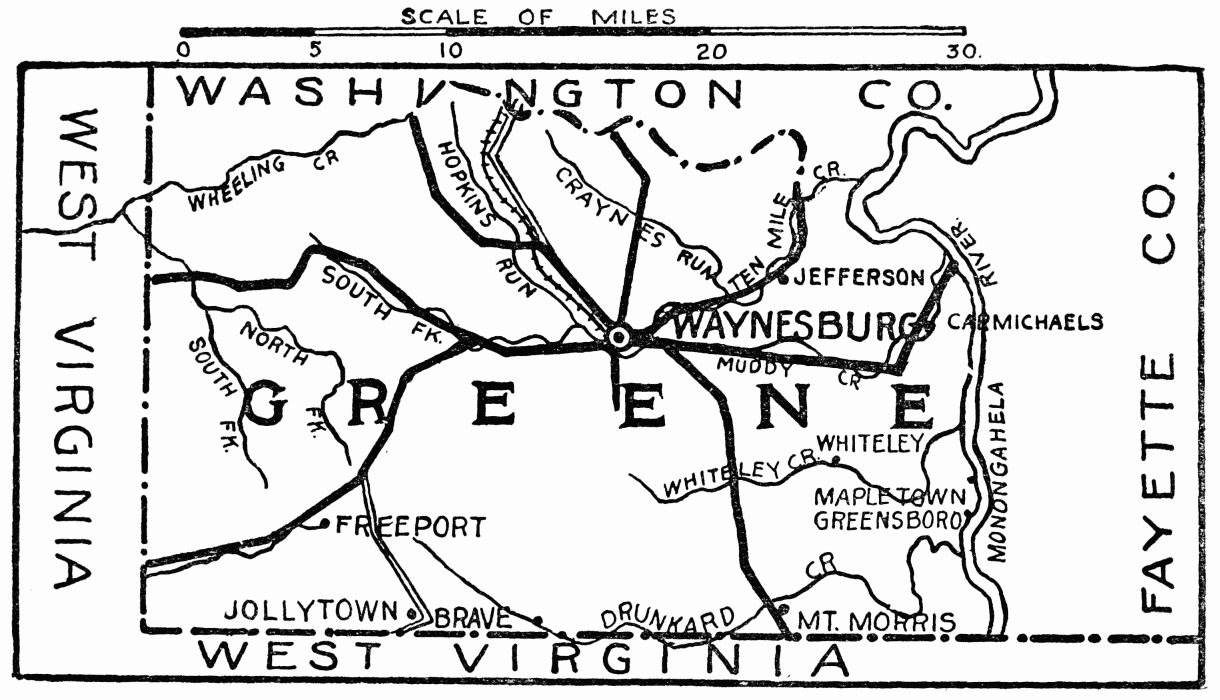 SCALE OF MILES
0 5 10 20 30.
WASHINGTON CO.
WEST VIRGINIA
WHEELING CR
HOPKINS RUN
CRAYNES RUN
TEN MILE CR.
JEFFERSON
RIVER.
MONONGAHELA
FAYETTE CO.
SOUTH FK.
WAYNESBURG
CARMICHAELS
NORTH FK.
SOUTH FK.
MUDDY CR
GREENE
WHITELEY
WHITELEY CR.
MAPLETOWN
GREENSBORO
FREEPORT
CR
JOLLYTOWN
BRAVE
DRUNKARD
MT. MORRIS
WEST VIRGINIA